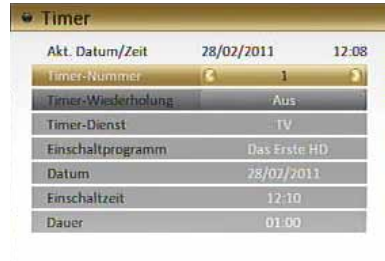 Timer
Akt. Datum/Zeit 28/02/2011 12:08
Timer-Nummer 1
Timer-Wiederholung Aus
Timer-Dienst TV
Einschaltprogramm Das Erste HD
Datum 28/02/2011
Einschaltzeit 12:10
Dauer 01:00